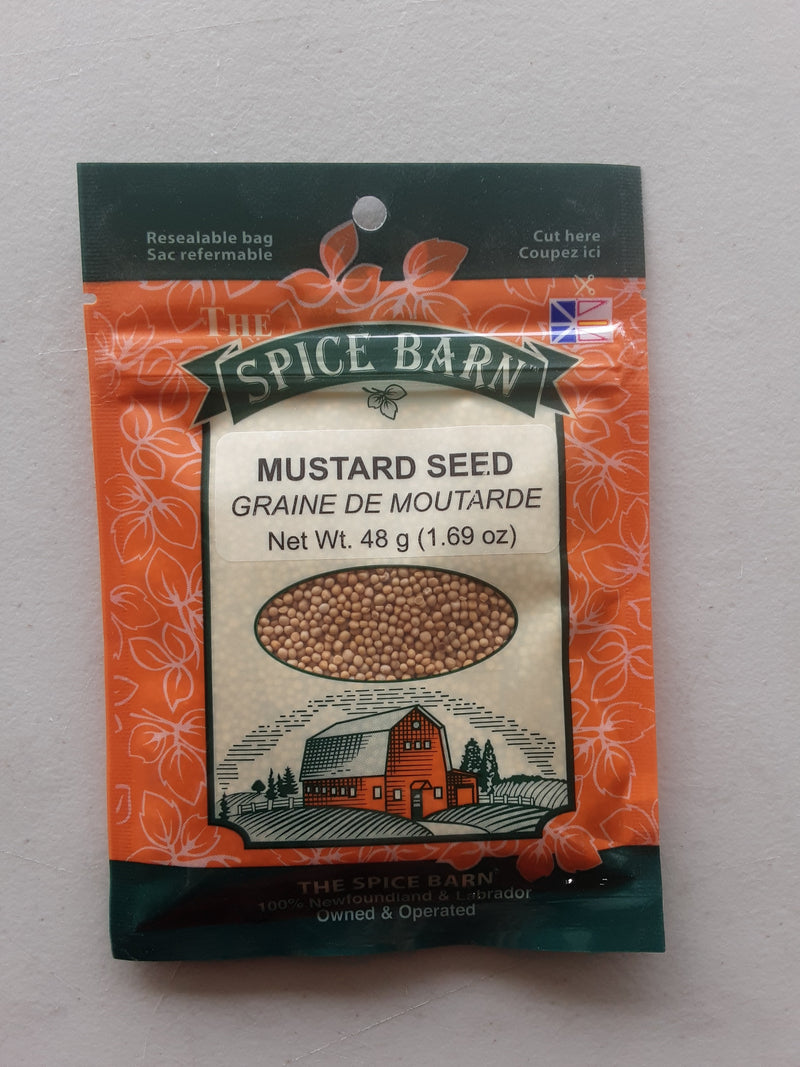 Resealable bag
Sac refermable
Cut here
Coupez ici
THE
SPICE BARN
MUSTARD SEED
GRAINE DE MOUTARDE
Net Wt. 48 g (1.69 oz)
THE SPICE BARN
100% Newfoundland & Labrador
Owned & Operated